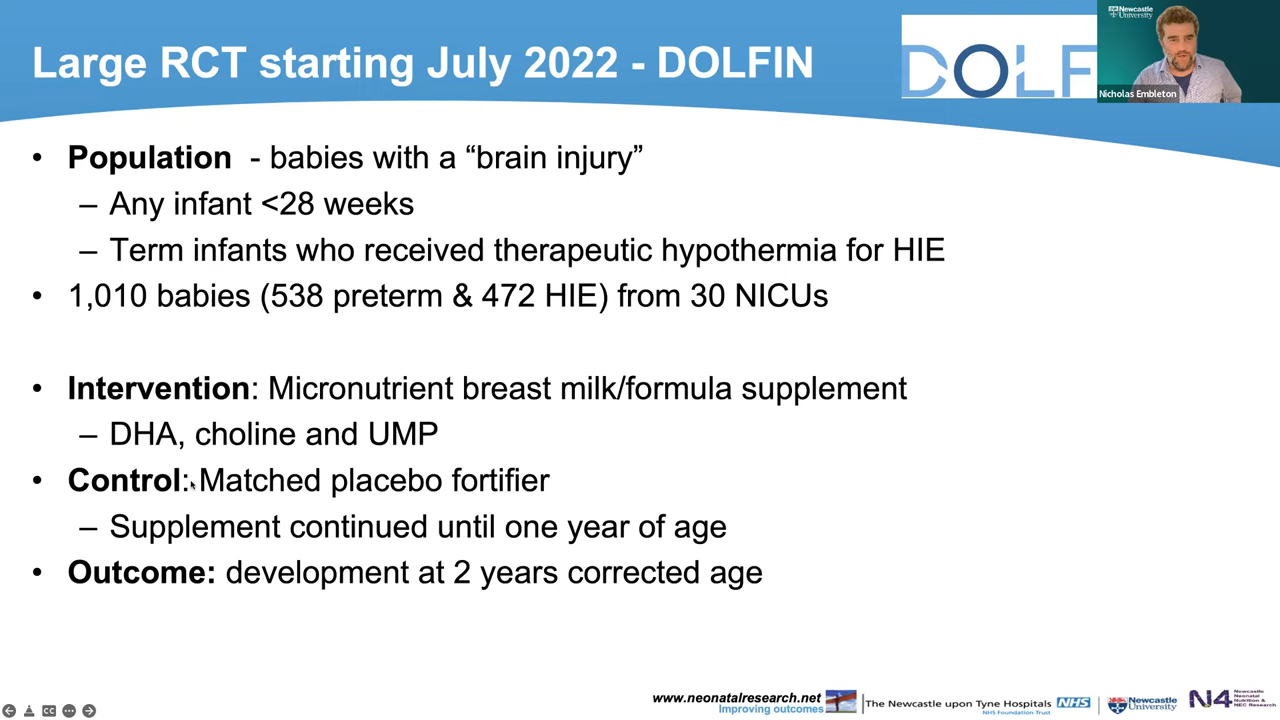 Large RCT starting July 2022 - DOLFIN
DOLF
Newcastle
University
Nicholas Embleton
• Population - babies with a “brain injury”
– Any infant <28 weeks
– Term infants who received therapeutic hypothermia for HIE
• 1,010 babies (538 preterm & 472 HIE) from 30 NICUs
• Intervention: Micronutrient breast milk/formula supplement
– DHA, choline and UMP
• Control: Matched placebo fortifier
– Supplement continued until one year of age
• Outcome: development at 2 years corrected age
www.neonatalresearch.net
Improving outcomes
The Newcastle upon Tyne Hospitals NHS
NHS Foundation Trust
Newcastle
University
N4
Newcastle
Neonatal
Nutrition &
NEC Research
CC